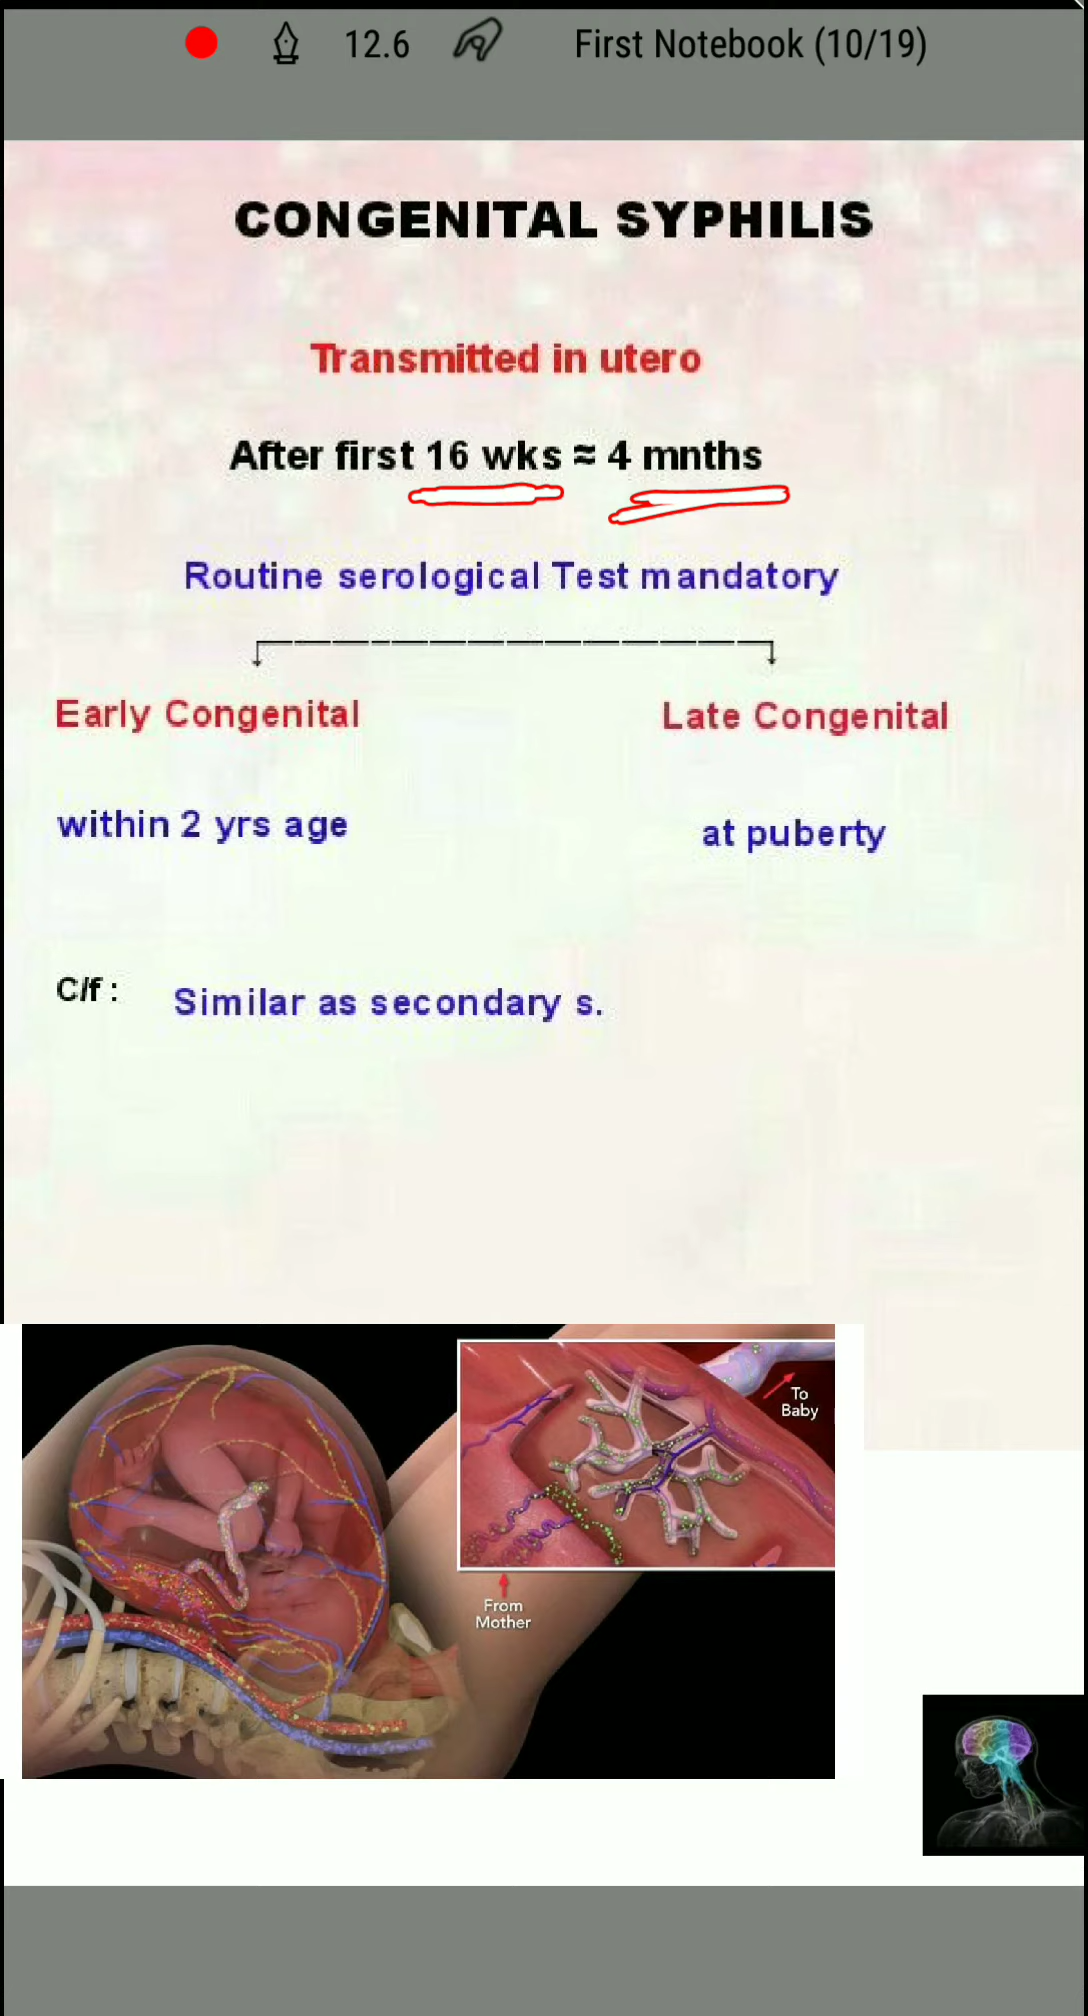 12.6 First Notebook (10/19)
CONGENITAL SYPHILIS
Transmitted in utero
After first 16 wks ≈ 4 mnths
Routine serological Test mandatory
Early Congenital
Late Congenital
within 2 yrs age
at puberty
C/f : Similar as secondary s.
To
Baby
From
Mother